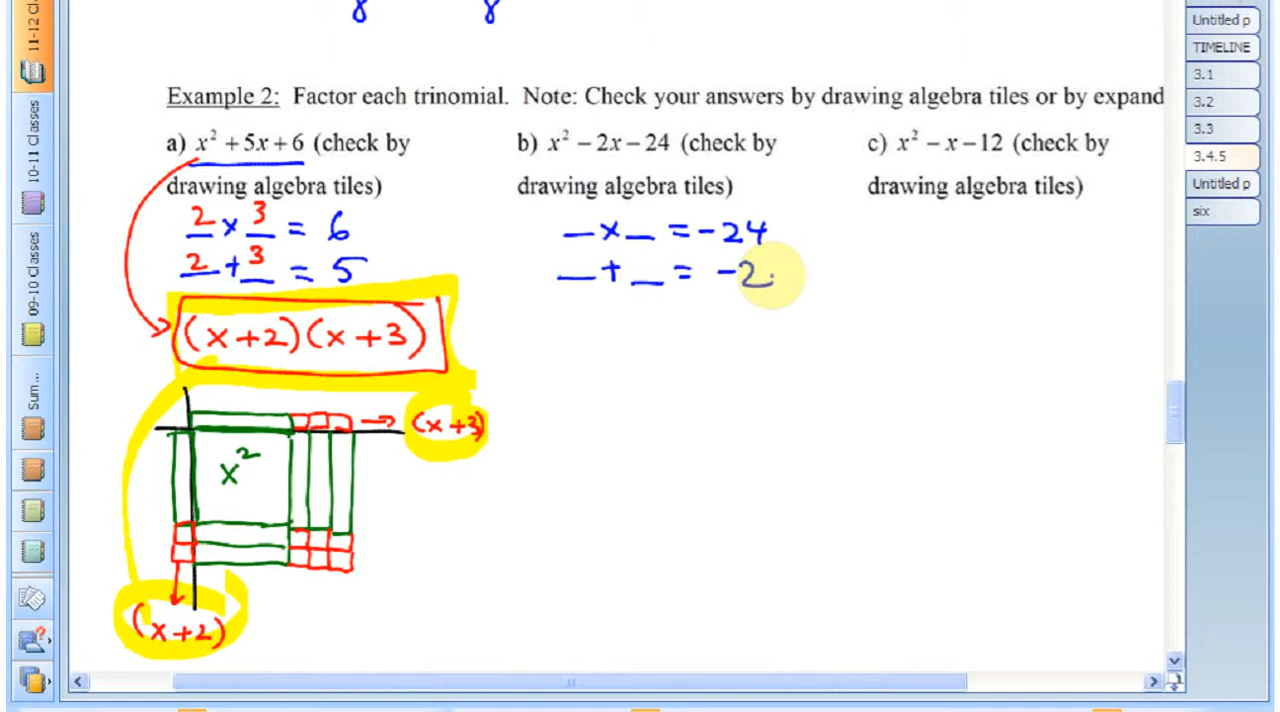 8 8
Example 2: Factor each trinomial. Note: Check your answers by drawing algebra tiles or by expand
a) x² + 5x + 6 (check by
drawing algebra tiles)
2 x 3 = 6
2 + 3 = 5
(x+2)(x+3)
(x+3)
x²
(x+2)
b) x² − 2x − 24 (check by
drawing algebra tiles)
_ x _ = -24
_ + _ = -2
c) x² − x − 12 (check by
drawing algebra tiles)
11-12 Cla
10-11 Classes
09-10 Classes
Sum...
Untitled p
TIMELINE
3.1
3.2
3.3
3.4.5
Untitled p
six